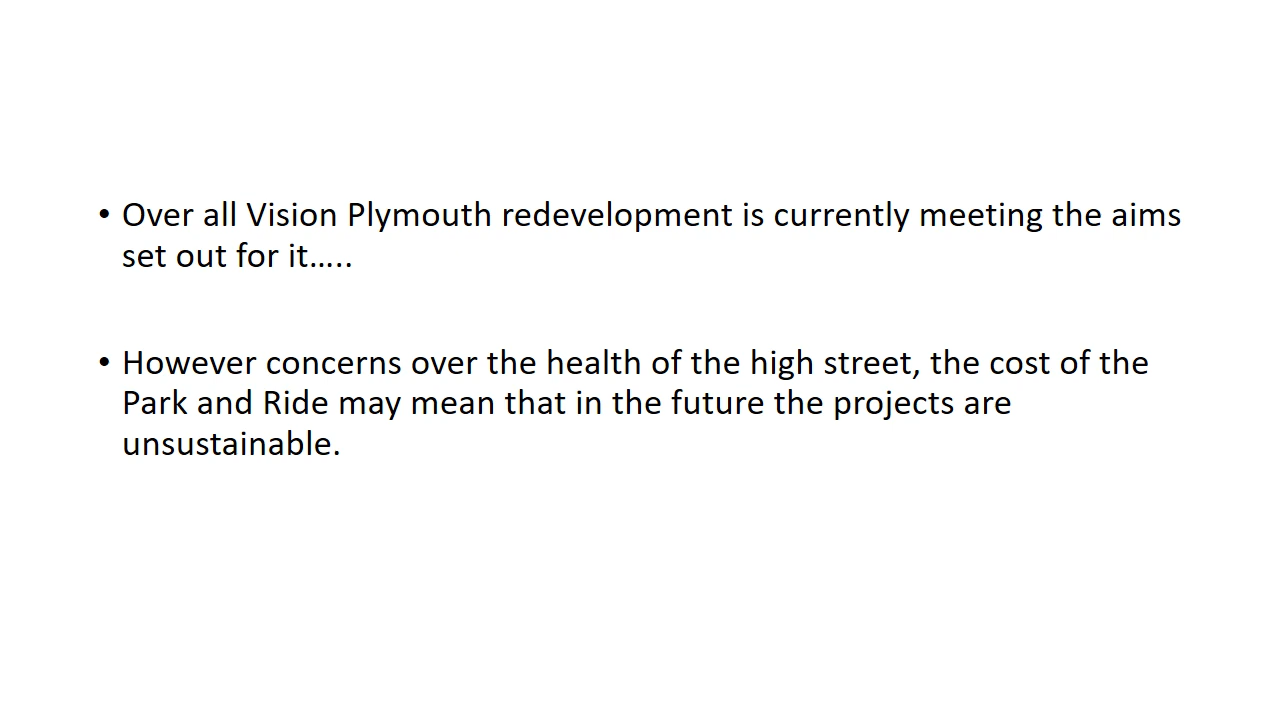 • Over all Vision Plymouth redevelopment is currently meeting the aims
set out for it…..
• However concerns over the health of the high street, the cost of the
Park and Ride may mean that in the future the projects are
unsustainable.